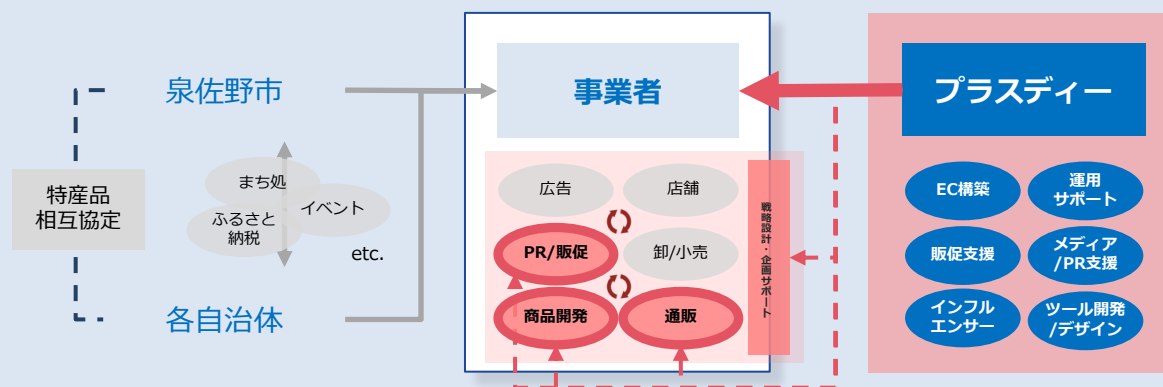 泉佐野市
特産品
相互協定
まち処
ふるさと
納税
イベント
etc.
各自治体
事業者
広告
店舗
PR/販促
卸/小売
商品開発
通販
戦略設計・企画サポート
プラスディー
EC構築
運用
サポート
販促支援
メディア
/PR支援
インフル
エンサー
ツール開発
/デザイン